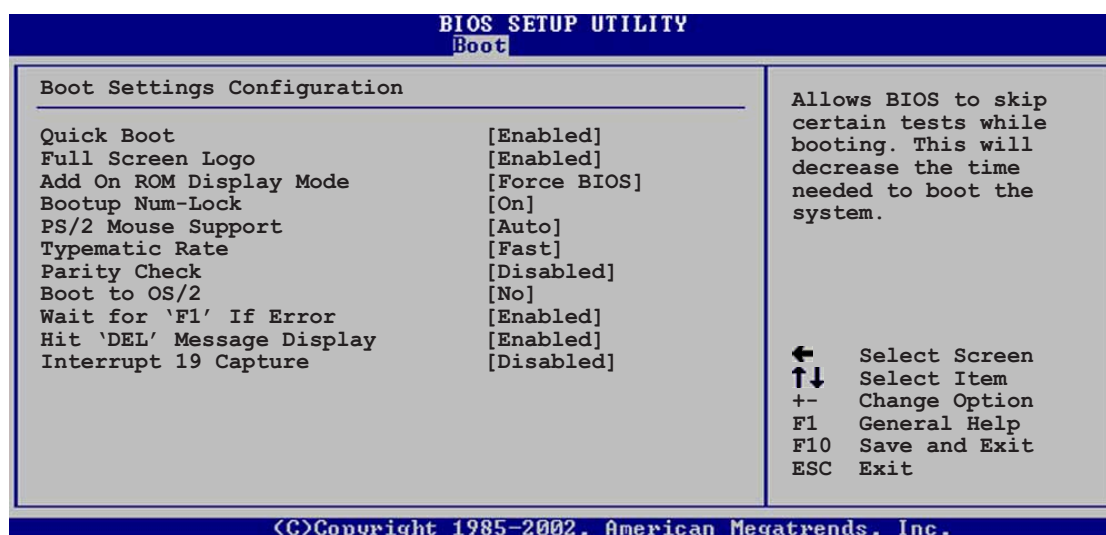 BIOS SETUP UTILITY
Boot
Boot Settings Configuration
Quick Boot [Enabled]
Full Screen Logo [Enabled]
Add On ROM Display Mode [Force BIOS]
Bootup Num-Lock [On]
PS/2 Mouse Support [Auto]
Typematic Rate [Fast]
Parity Check [Disabled]
Boot to OS/2 [No]
Wait for ‘F1’ If Error [Enabled]
Hit ‘DEL’ Message Display [Enabled]
Interrupt 19 Capture [Disabled]
Allows BIOS to skip
certain tests while
booting. This will
decrease the time
needed to boot the
system.
← Select Screen
↑↓ Select Item
+- Change Option
F1 General Help
F10 Save and Exit
ESC Exit
(C)Copyright 1985-2002, American Megatrends, Inc.